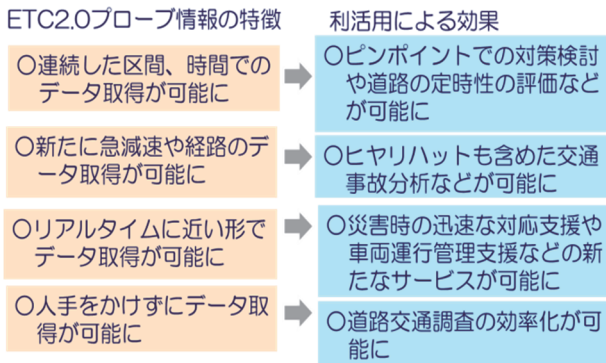 ETC2.0プローブ情報の特徴
利活用による効果
○連続した区間、時間での
データ取得が可能に
○ピンポイントでの対策検討
や道路の定時性の評価など
が可能に
○新たに急減速や経路のデ
ータ取得が可能に
○ヒヤリハットも含めた交通
事故分析などが可能に
○リアルタイムに近い形で
データ取得が可能に
○災害時の迅速な対応支援や
車両運行管理支援などの新
たなサービスが可能に
○人手をかけずにデータ取
得が可能に
○道路交通調査の効率化が可
能に